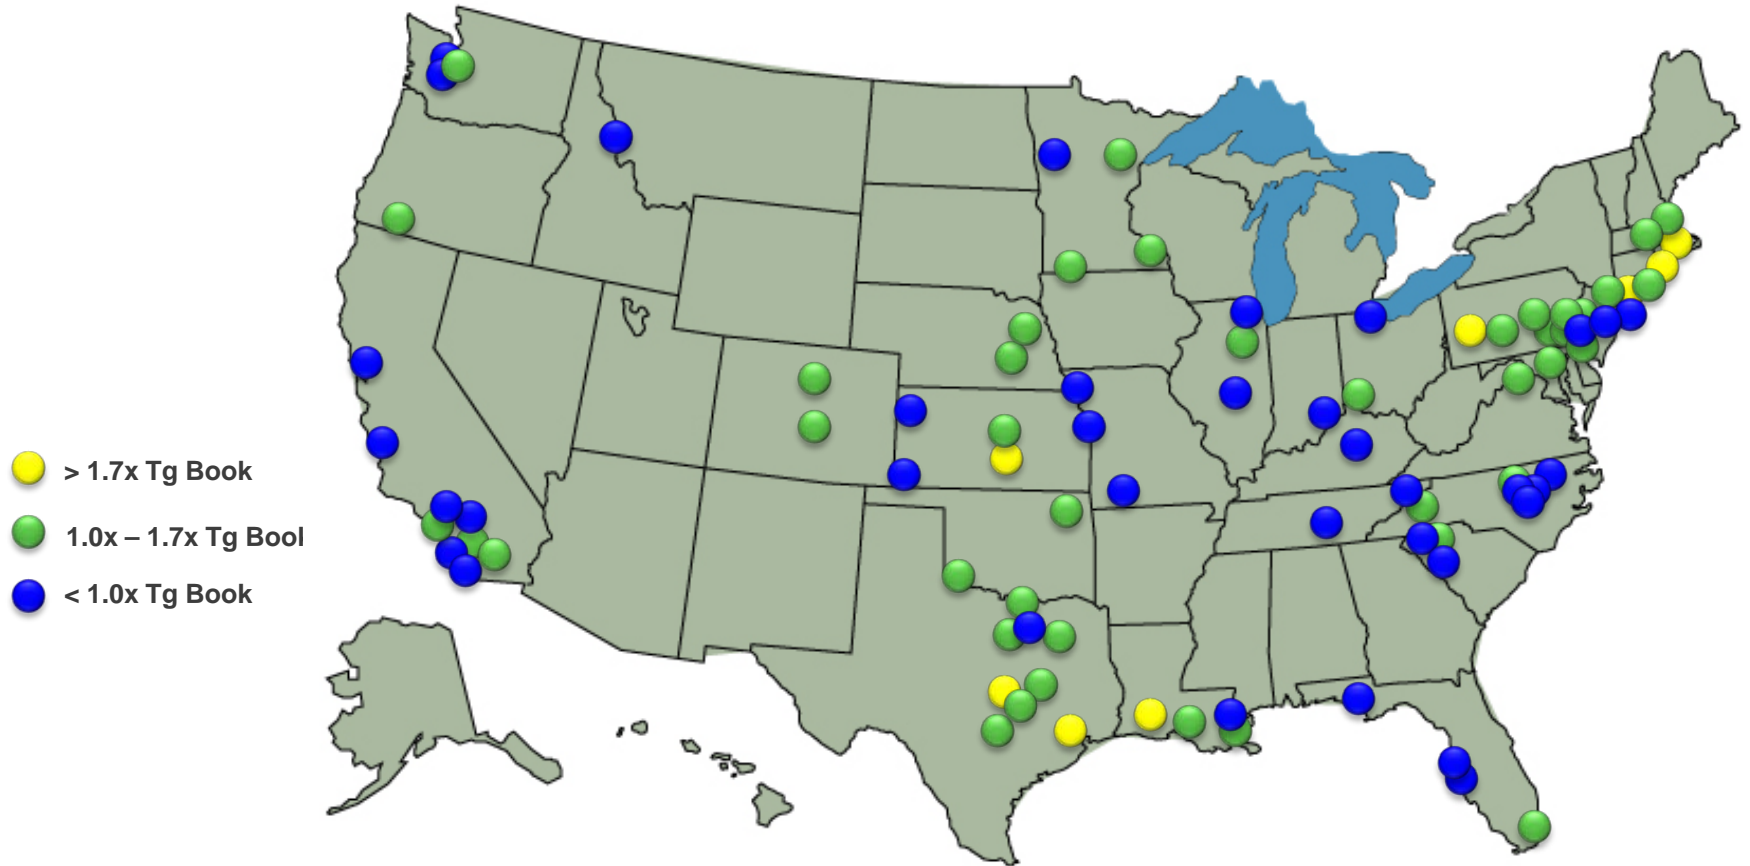 > 1.7x Tg Book
1.0x – 1.7x Tg Bool
< 1.0x Tg Book